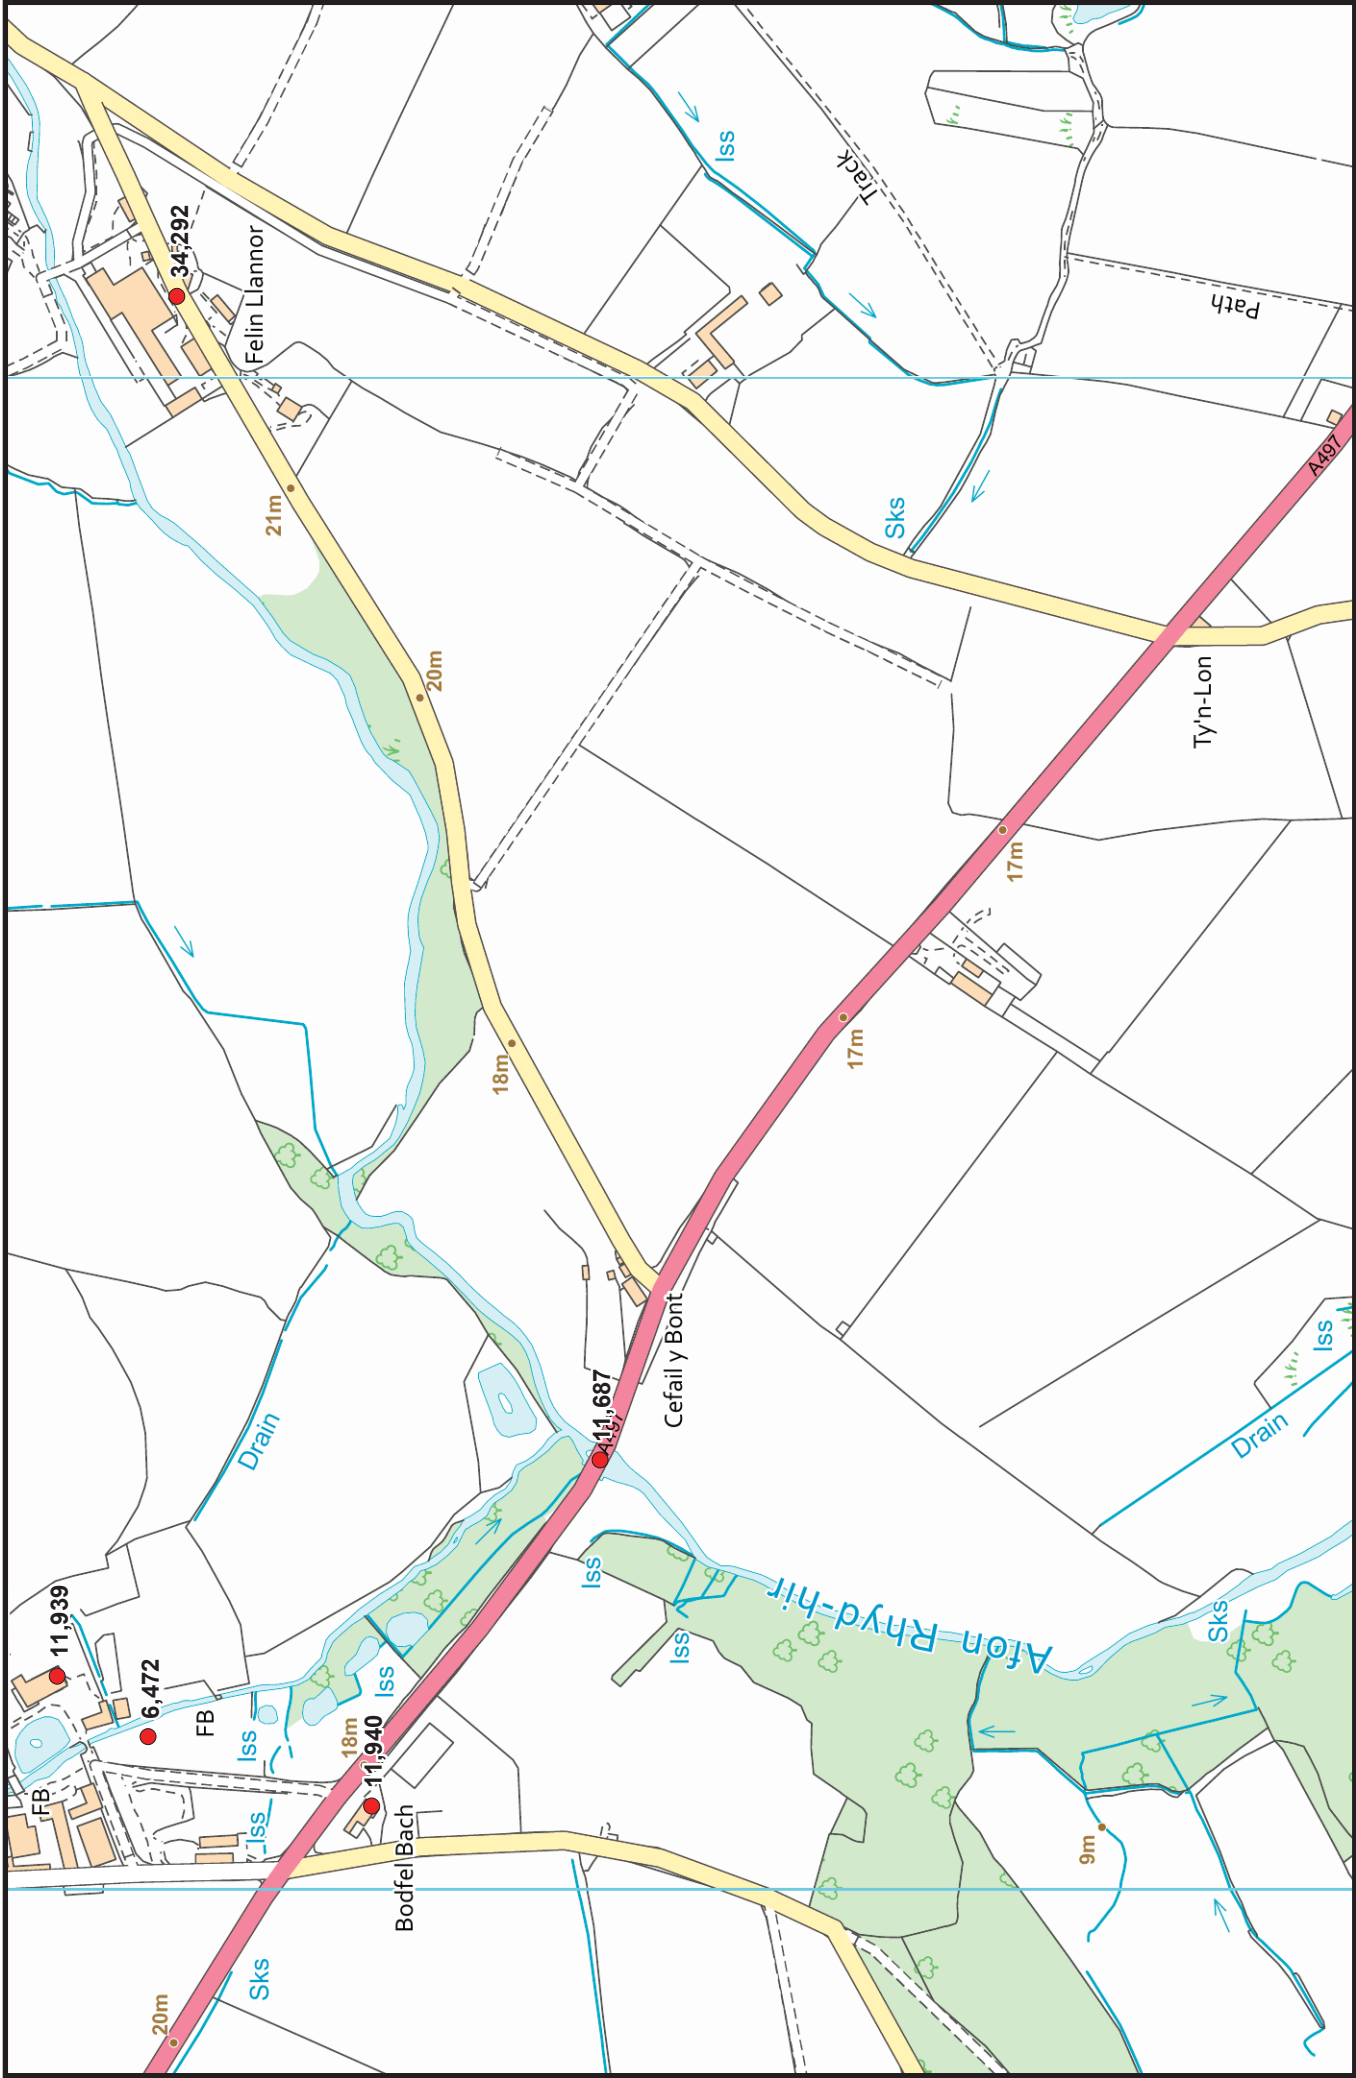 34,292
Felin Llannor
Iss
Track
Path
A497
21m
Sks
20m
Ty'n-Lon
17m
17m
18m
11,687
A497
Cefail y Bont
Iss
Drain
Drain
11,939
6,472
FB
FB
Iss
Iss
Iss
18m
11,940
Bodfel Bach
Iss
Iss
Afon Rhyd-hir
Sks
9m
Sks
20m